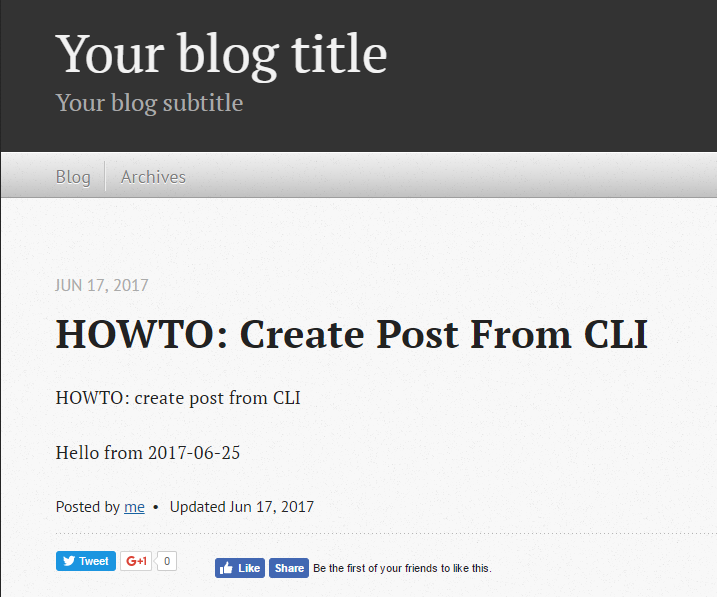 Your blog title
Your blog subtitle
Blog Archives
JUN 17, 2017
HOWTO: Create Post From CLI
HOWTO: create post from CLI
Hello from 2017-06-25
Posted by me • Updated Jun 17, 2017
Tweet G+1 0 Like Share Be the first of your friends to like this.